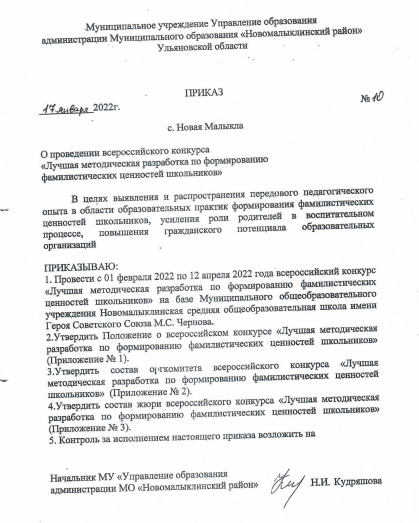 Муниципальное учреждение Управление образования
администрации Муниципального образования «Новомалыклинский район»
Ульяновской области
ПРИКАЗ
17 января 2022г.
№ 10
с. Новая Малыкла
О проведении всероссийского конкурса
«Лучшая методическая разработка по формированию
фамилистических ценностей школьников»
В целях выявления и распространения передового педагогического
опыта в области образовательных практик формирования фамилистических
ценностей школьников, усиления роли родителей в воспитательном
процессе, повышения гражданского потенциала образовательных
организаций
ПРИКАЗЫВАЮ:
1. Провести с 01 февраля 2022 по 12 апреля 2022 года всероссийский конкурс
«Лучшая методическая разработка по формированию фамилистических
ценностей школьников» на базе Муниципального общеобразовательного
учреждения Новомалыклинская средняя общеобразовательная школа имени
Героя Советского Союза М.С. Чернова.
2.Утвердить Положение о всероссийском конкурсе «Лучшая методическая
разработка по формированию фамилистических ценностей школьников»
(Приложение № 1).
3.Утвердить состав оргкомитета всероссийского конкурса «Лучшая
методическая разработка по формированию фамилистических ценностей
школьников» (Приложение № 2).
4.Утвердить состав жюри всероссийского конкурса «Лучшая методическая
разработка по формированию фамилистических ценностей школьников»
(Приложение № 3).
5. Контроль за исполнением настоящего приказа возложить на
Начальник МУ «Управление образования
администрации МО «Новомалыклинский район»
Н.И. Кудряшова